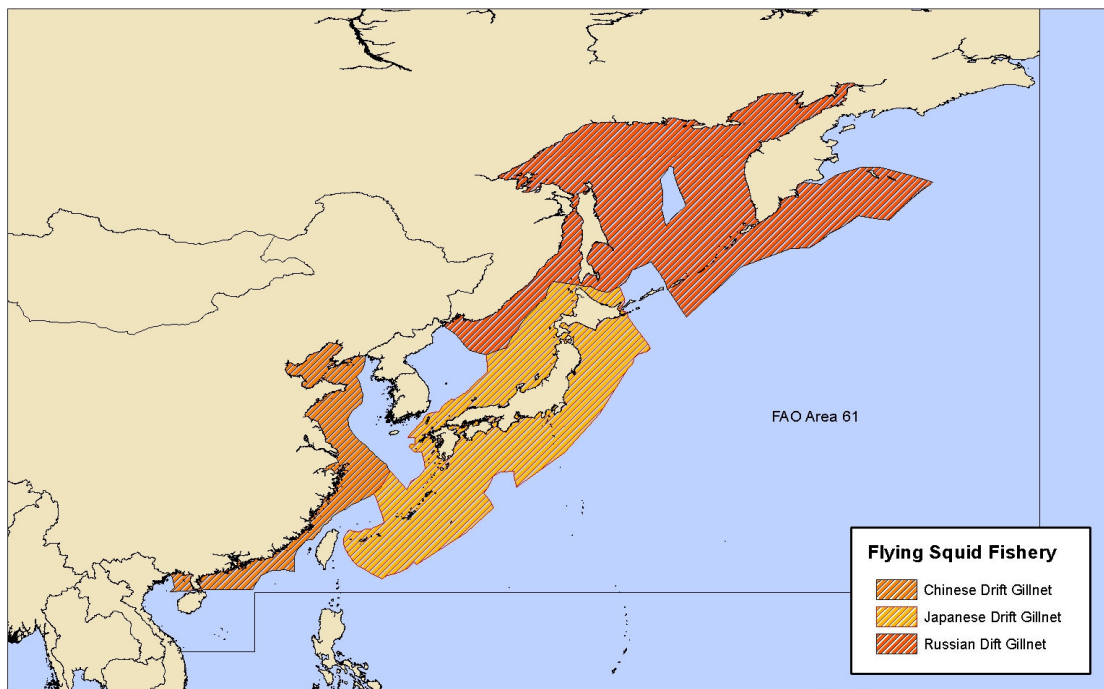 FAO Area 61
Flying Squid Fishery
Chinese Drift Gillnet
Japanese Drift Gillnet
Russian Dift Gillnet